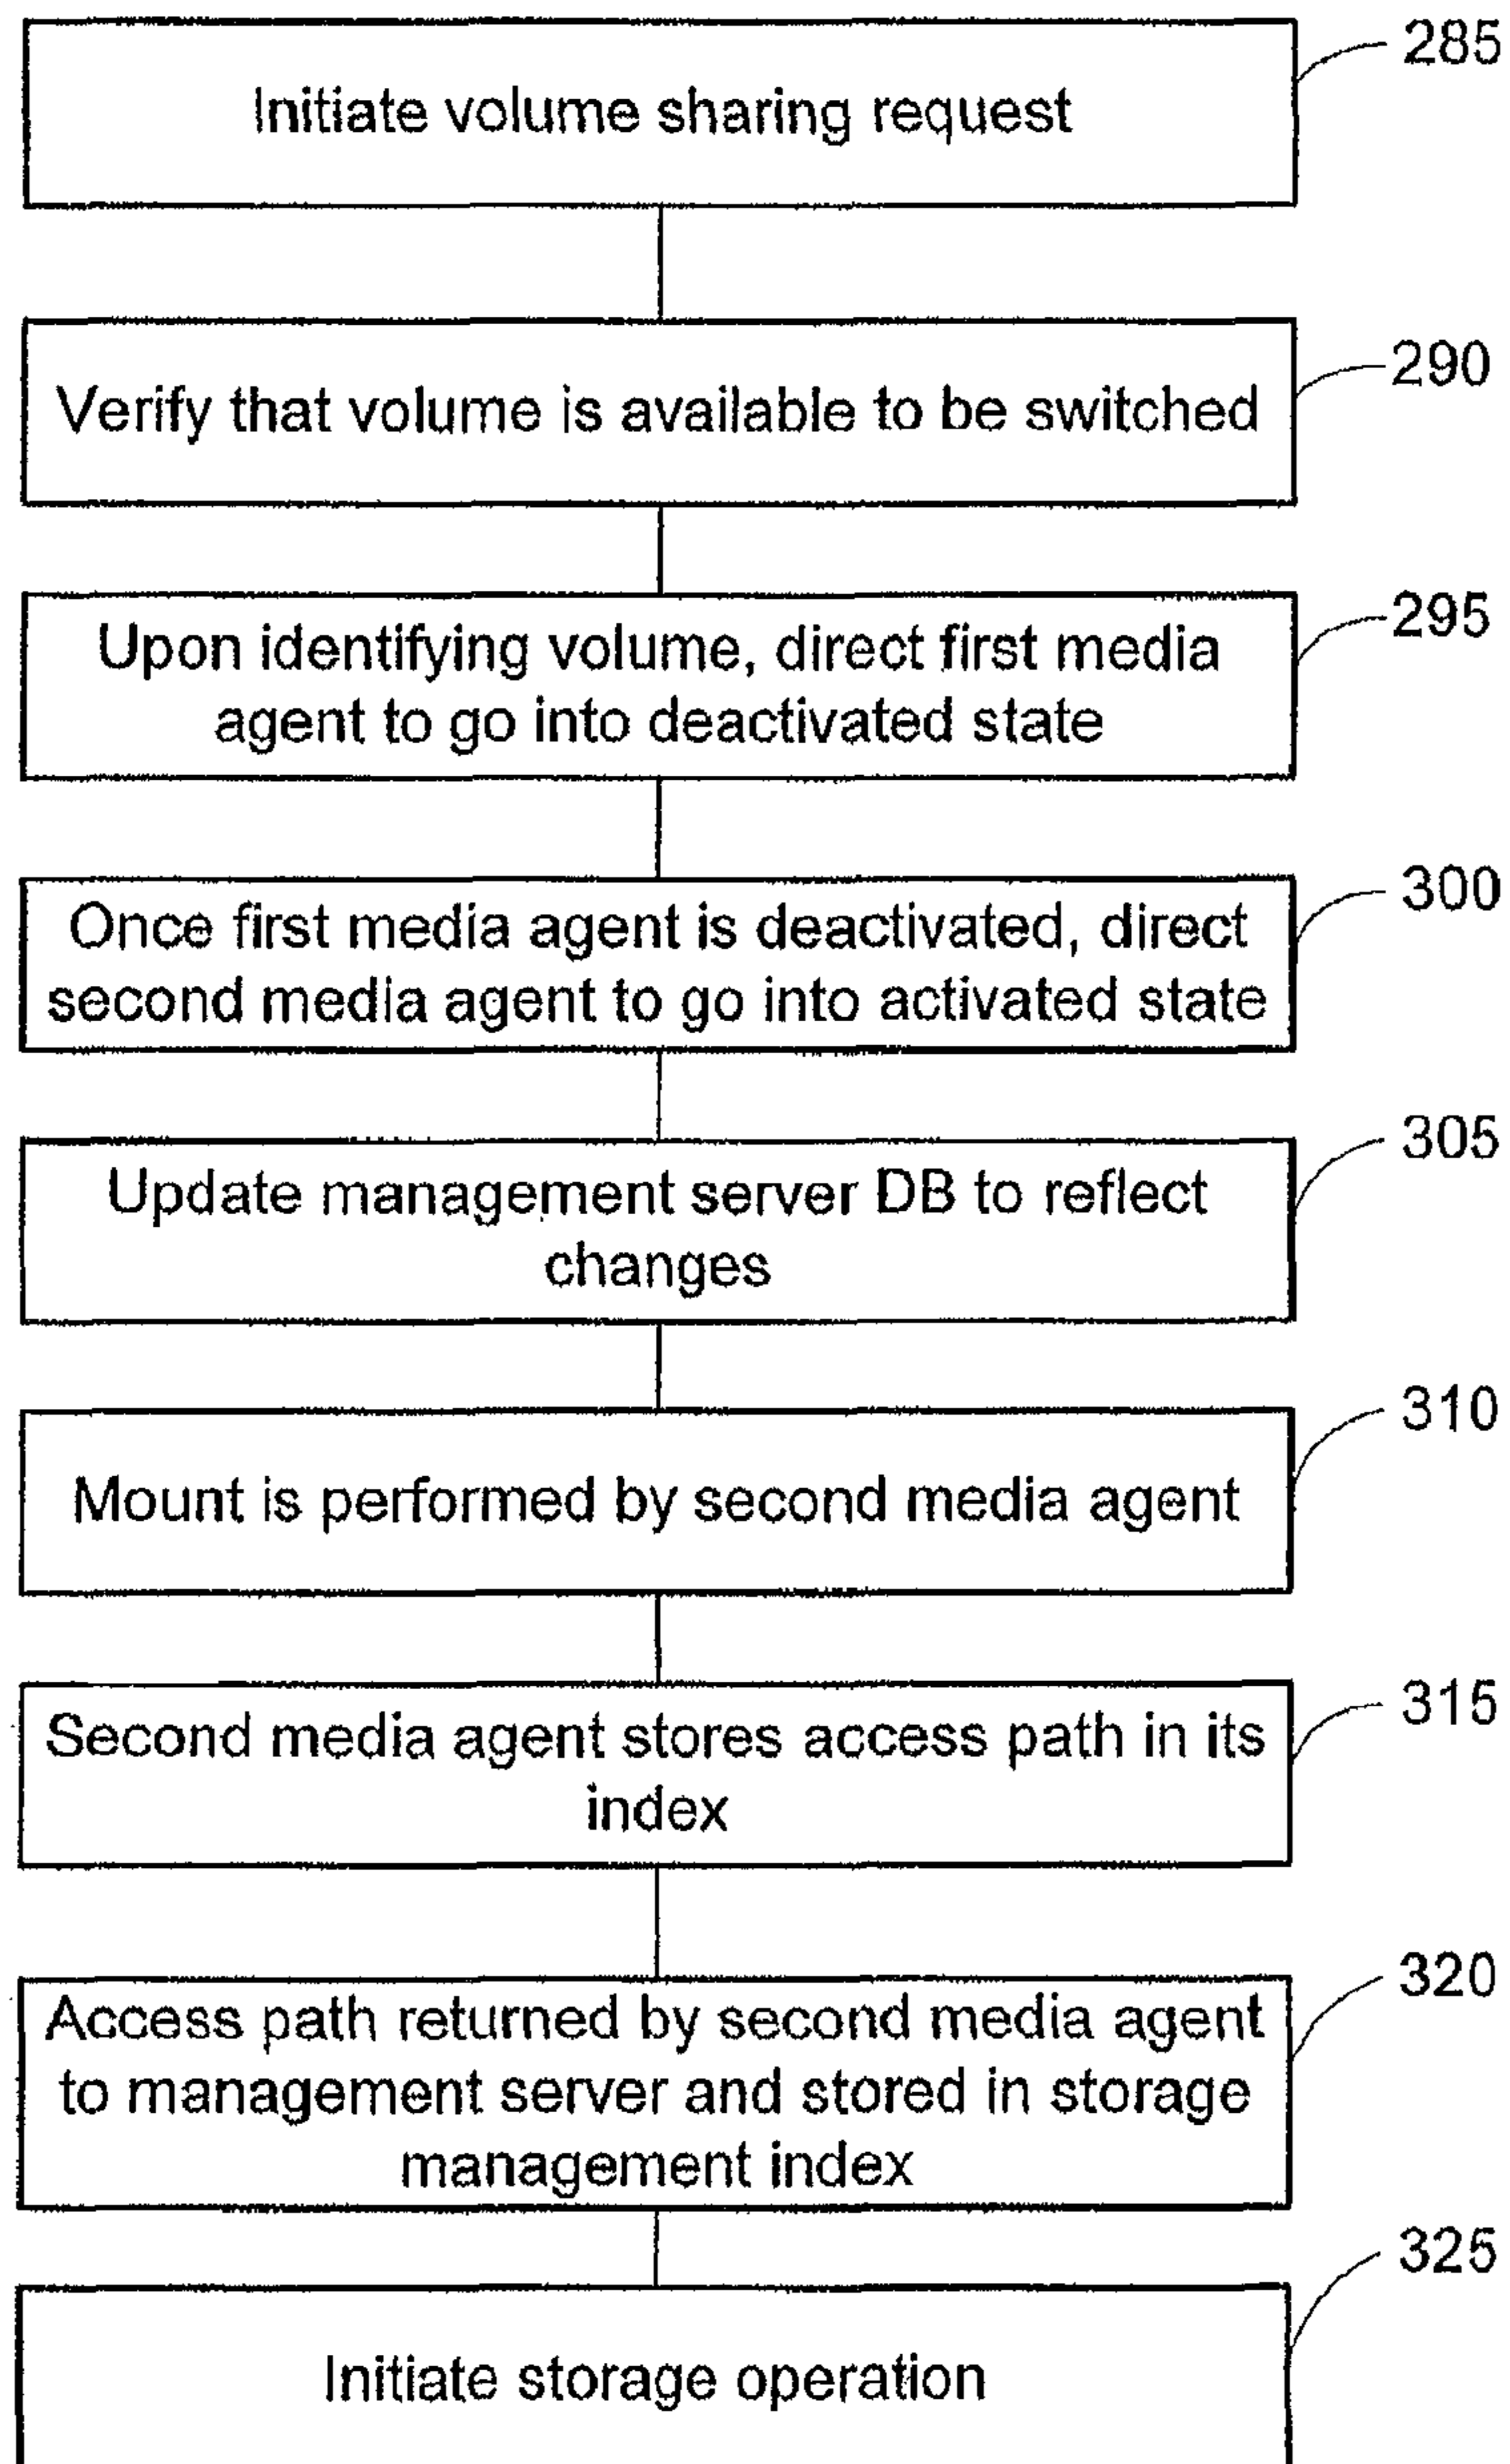 285
Initiate volume sharing request
290
Verify that volume is available to be switched
295
Upon identifying volume, direct first media
agent to go into deactivated state
300
Once first media agent is deactivated, direct
second media agent to go into activated state
305
Update management server DB to reflect
changes
310
Mount is performed by second media agent
315
Second media agent stores access path in its
index
320
Access path returned by second media agent
to management server and stored in storage
management index
325
Initiate storage operation